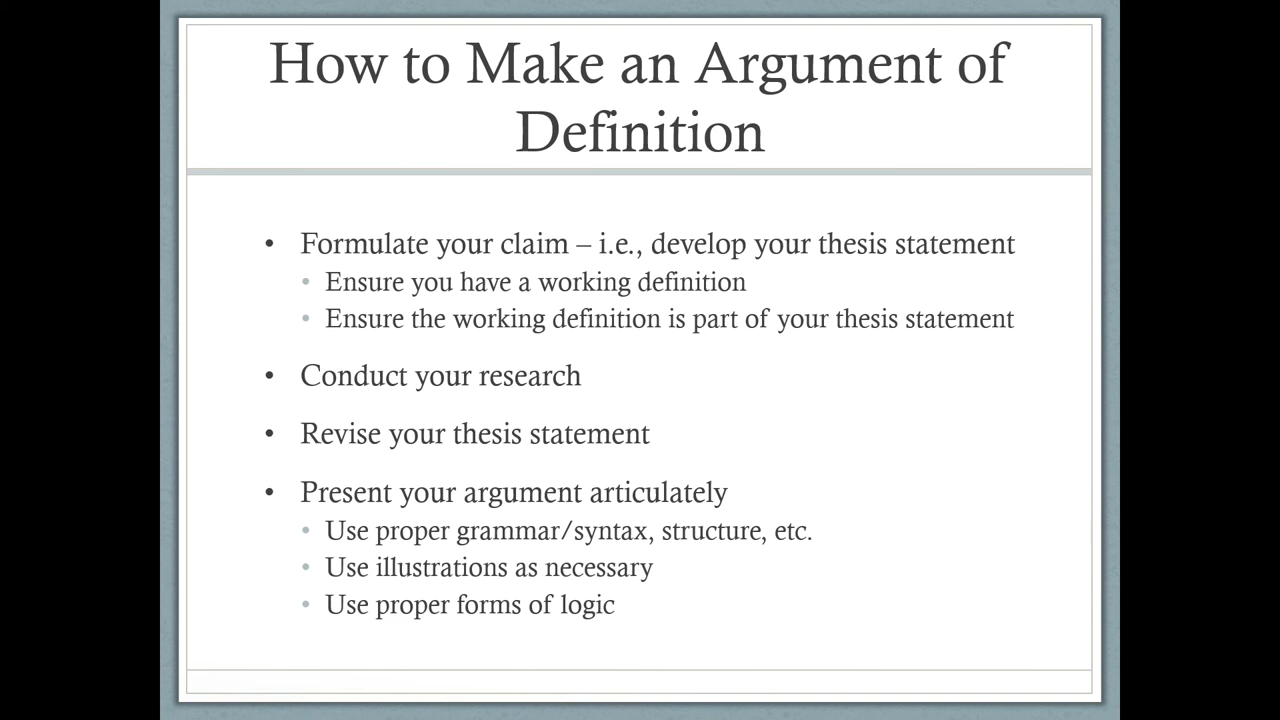 How to Make an Argument of
Definition
• Formulate your claim – i.e., develop your thesis statement
• Ensure you have a working definition
• Ensure the working definition is part of your thesis statement
• Conduct your research
• Revise your thesis statement
• Present your argument articulately
• Use proper grammar/syntax, structure, etc.
• Use illustrations as necessary
• Use proper forms of logic